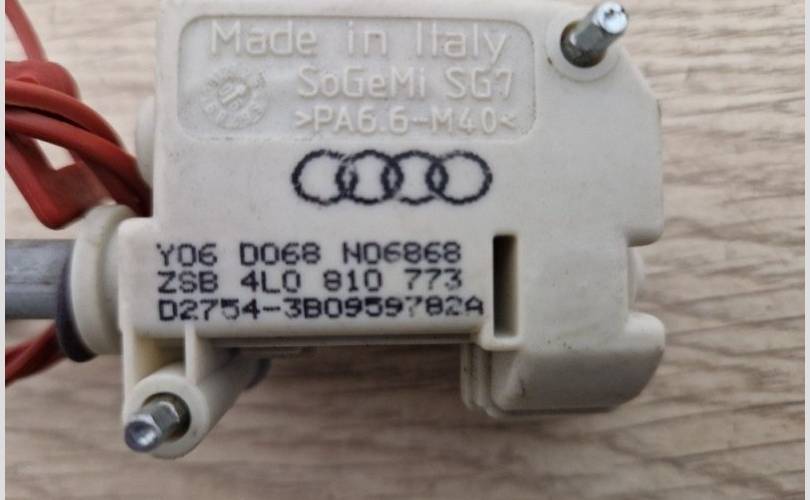 Made in Italy
SoGeMi SG7
>PA6.6-M40<
Y06 D068 N06868
ZSB 4L0 810 773
D2754-3B0959782A